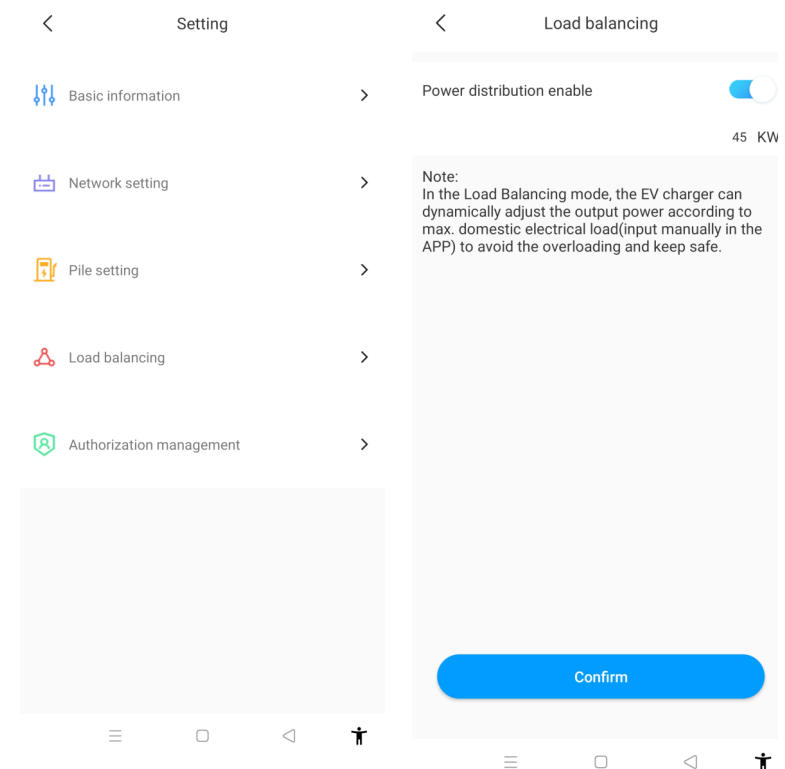 Setting
Basic information
Network setting
Pile setting
Load balancing
Authorization management
Load balancing
Power distribution enable
45 KW
Note:
In the Load Balancing mode, the EV charger can
dynamically adjust the output power according to
max. domestic electrical load(input manually in the
APP) to avoid the overloading and keep safe.
Confirm